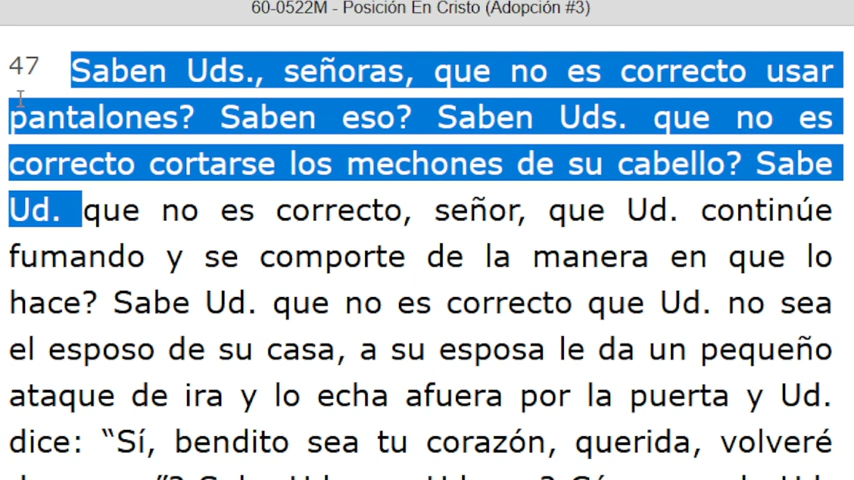 60-0522M - Posición En Cristo (Adopción #3)
47 Saben Uds., señoras, que no es correcto usar
pantalones? Saben eso? Saben Uds. que no es
correcto cortarse los mechones de su cabello? Sabe
Ud. que no es correcto, señor, que Ud. continúe
fumando y se comporte de la manera en que lo
hace? Sabe Ud. que no es correcto que Ud. no sea
el esposo de su casa, a su esposa le da un pequeño
ataque de ira y lo echa afuera por la puerta y Ud.
dice: “Sí, bendito sea tu corazón, querida, volveré